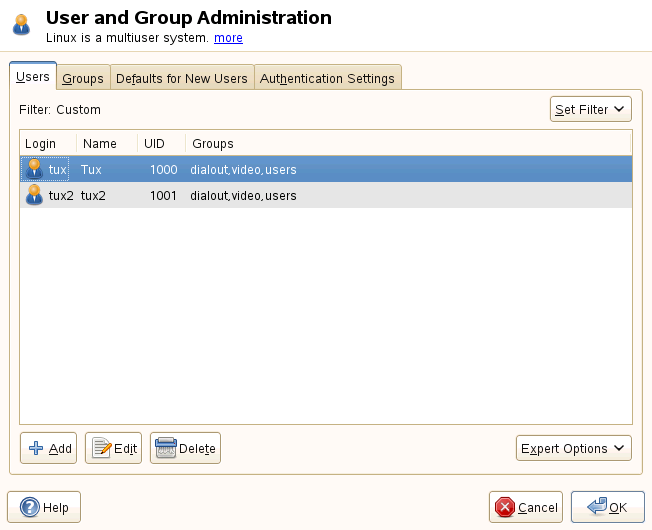 User and Group Administration
Linux is a multiuser system. more
Users Groups Defaults for New Users Authentication Settings
Filter: Custom Set Filter
Login Name UID Groups
tux Tux 1000 dialout,video,users
tux2 tux2 1001 dialout,video,users
Add Edit Delete Expert Options
Help Cancel OK